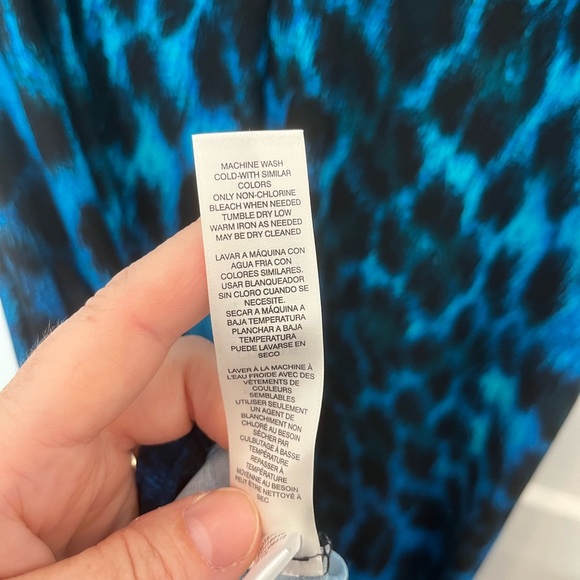 MACHINE WASH
COLD-WITH SIMILAR
COLORS
ONLY NON-CHLORINE
BLEACH WHEN NEEDED
TUMBLE DRY LOW
WARM IRON AS NEEDED
MAY BE DRY CLEANED
LAVAR A MÁQUINA CON
AGUA FRIA CON
COLORES SIMILARES.
USAR BLANQUEADOR
SIN CLORO CUANDO SE
NECESITE.
SECAR A MÁQUINA A
BAJA TEMPERATURA
PLANCHAR A BAJA
TEMPERATURA
PUEDE LAVARSE EN
SECO
LAVER À LA MACHINE À
L'EAU FROIDE AVEC DES
VÊTEMENTS DE
COULEURS
SEMBLABLES
UTILISER SEULEMENT
UN AGENT DE
BLANCHIMENT NON
CHLORÉ AU BESOIN
SÉCHER PAR
CULBUTAGE À BASSE
TEMPÉRATURE
REPASSER À
TEMPÉRATURE
MOYENNE AU BESOIN
PEUT ÊTRE NETTOYÉ À
SEC